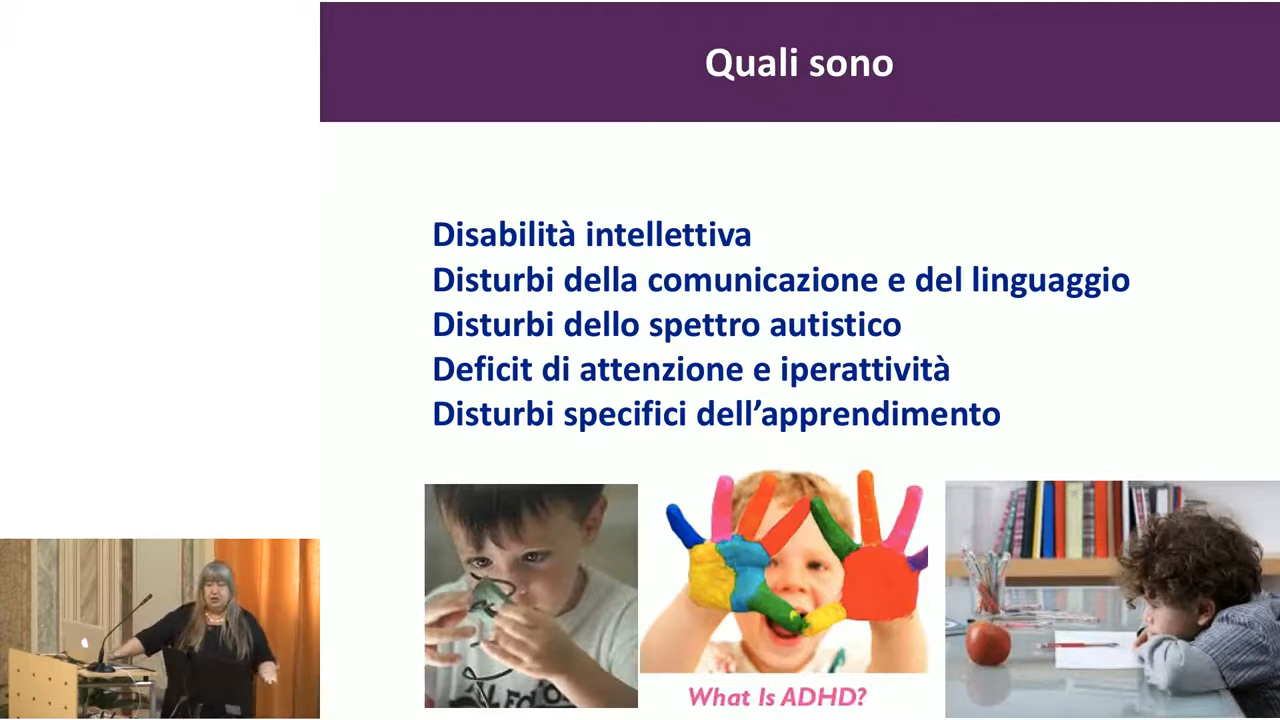 Quali sono
Disabilità intellettiva
Disturbi della comunicazione e del linguaggio
Disturbi dello spettro autistico
Deficit di attenzione e iperattività
Disturbi specifici dell’apprendimento
What Is ADHD?